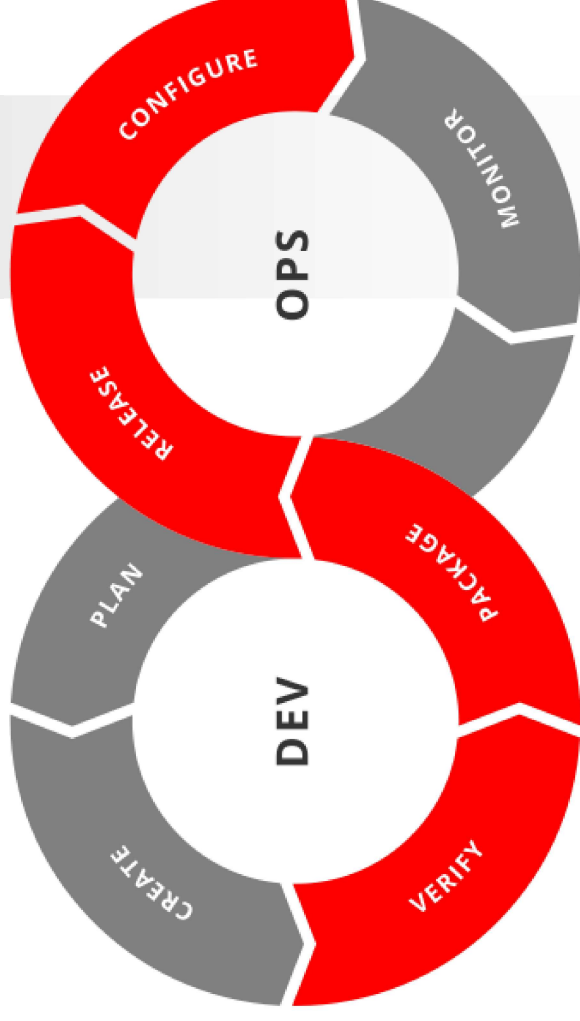 CONFIGURE
MONITOR
OPS
RELEASE
PACKAGE
PLAN
DEV
CREATE
VERIFY